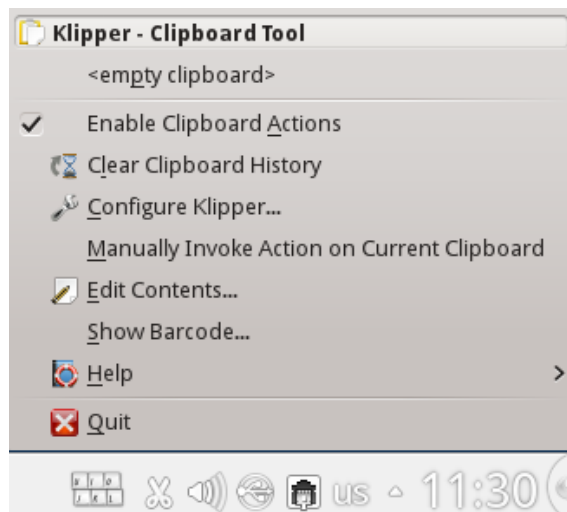 Klipper - Clipboard Tool
<empty clipboard>
Enable Clipboard Actions
Clear Clipboard History
Configure Klipper...
Manually Invoke Action on Current Clipboard
Edit Contents...
Show Barcode...
Help
Quit
us 11:30